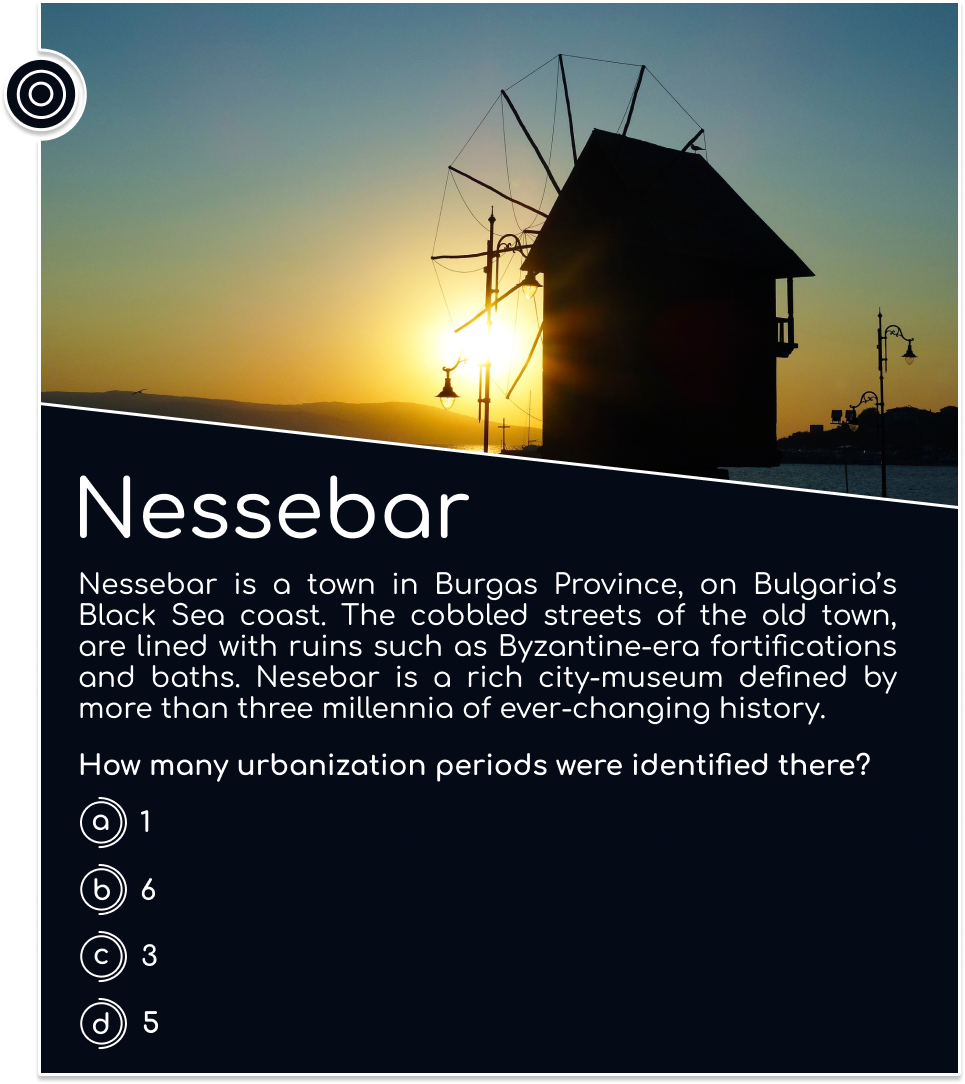 Nessebar
Nessebar is a town in Burgas Province, on Bulgaria's
Black Sea coast. The cobbled streets of the old town,
are lined with ruins such as Byzantine-era fortifications
and baths. Nesebar is a rich city-museum defined by
more than three millennia of ever-changing history.
How many urbanization periods were identified there?
a 1
b 6
c 3
d 5